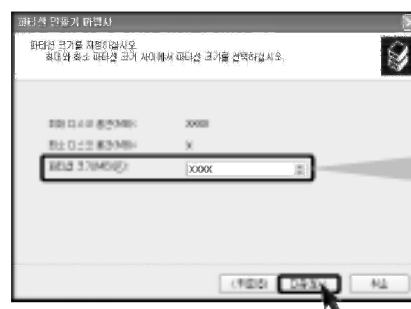 파티션 만들기 마법사
파티션 크기를 지정하십시오.
최대와 최소 파티션 크기 사이에서 파티션 크기를 선택하십시오.
최대 디스크 공간(MB): XXXX
최소 디스크 공간(MB): X
파티션 크기(MB)(P): XXXX
< 뒤로(B) 다음(N) > 취소